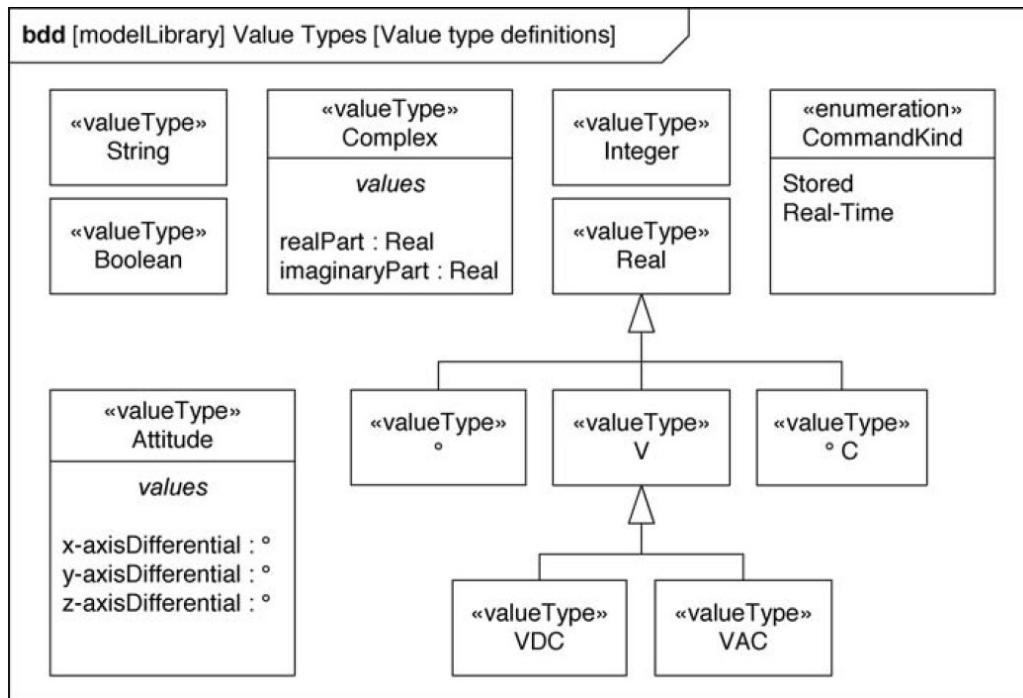 bdd [modelLibrary] Value Types [Value type definitions]
«valueType»
String
«valueType»
Complex
values
realPart : Real
imaginaryPart : Real
«valueType»
Integer
«enumeration»
CommandKind
Stored
Real-Time
«valueType»
Boolean
«valueType»
Real
«valueType»
Attitude
values
x-axisDifferential : °
y-axisDifferential : °
z-axisDifferential : °
«valueType»
°
«valueType»
V
«valueType»
° C
«valueType»
VDC
«valueType»
VAC